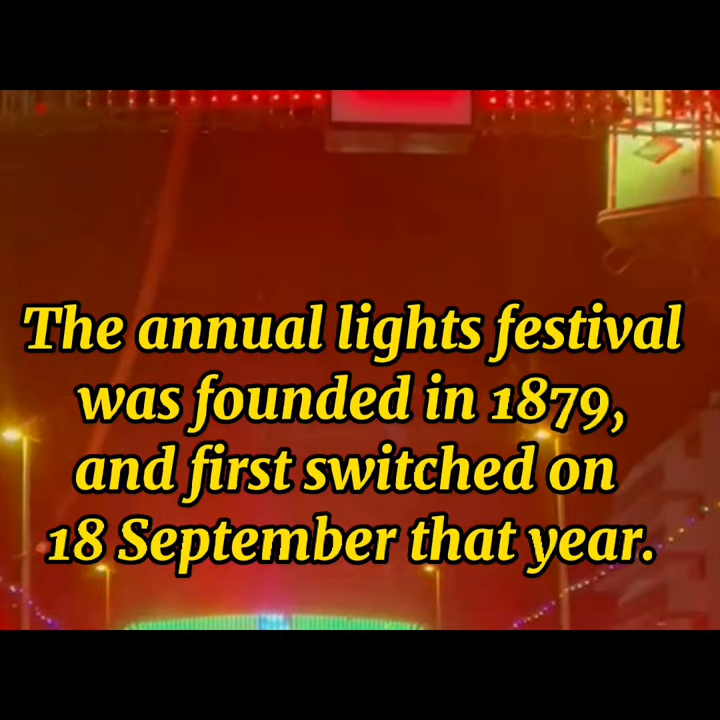 The annual lights festival
was founded in 1879,
and first switched on
18 September that year.